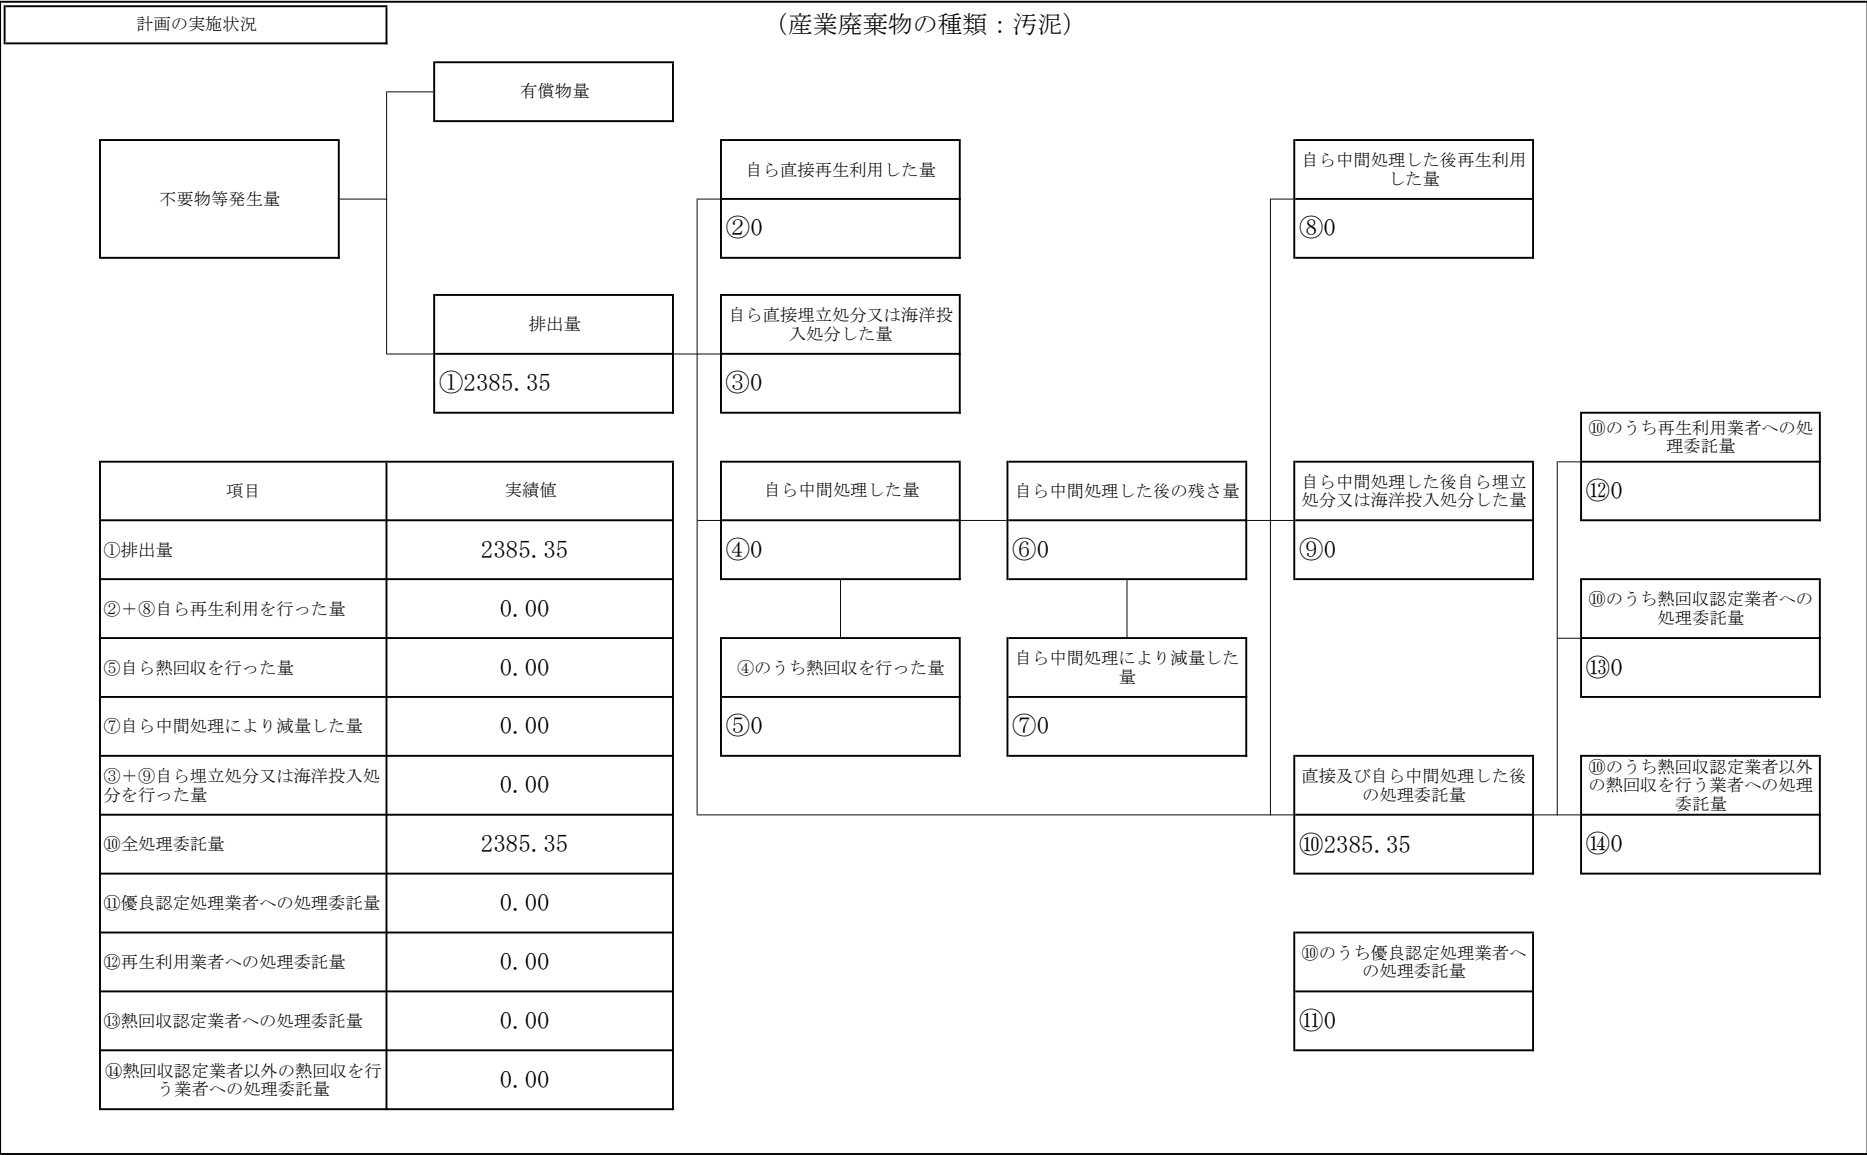 計画の実施状況
（産業廃棄物の種類：汚泥）
有償物量
不要物等発生量
自ら直接再生利用した量
②0
自ら中間処理した後再生利用
した量
⑧0
排出量
①2385.35
自ら直接埋立処分又は海洋投
入処分した量
③0
⑩のうち再生利用業者への処
理委託量
⑫0
自ら中間処理した量
④0
自ら中間処理した後の残さ量
⑥0
自ら中間処理した後自ら埋立
処分又は海洋投入処分した量
⑨0
⑩のうち熱回収認定業者への
処理委託量
⑬0
④のうち熱回収を行った量
⑤0
自ら中間処理により減量した
量
⑦0
直接及び自ら中間処理した後
の処理委託量
⑩2385.35
⑩のうち熱回収認定業者以外
の熱回収を行う業者への処理
委託量
⑭0
⑩のうち優良認定処理業者へ
の処理委託量
⑪0
項目 実績値
①排出量 2385.35
②＋⑧自ら再生利用を行った量 0.00
⑤自ら熱回収を行った量 0.00
⑦自ら中間処理により減量した量 0.00
③＋⑨自ら埋立処分又は海洋投入処
分を行った量 0.00
⑩全処理委託量 2385.35
⑪優良認定処理業者への処理委託量 0.00
⑫再生利用業者への処理委託量 0.00
⑬熱回収認定業者への処理委託量 0.00
⑭熱回収認定業者以外の熱回収を行
う業者への処理委託量 0.00